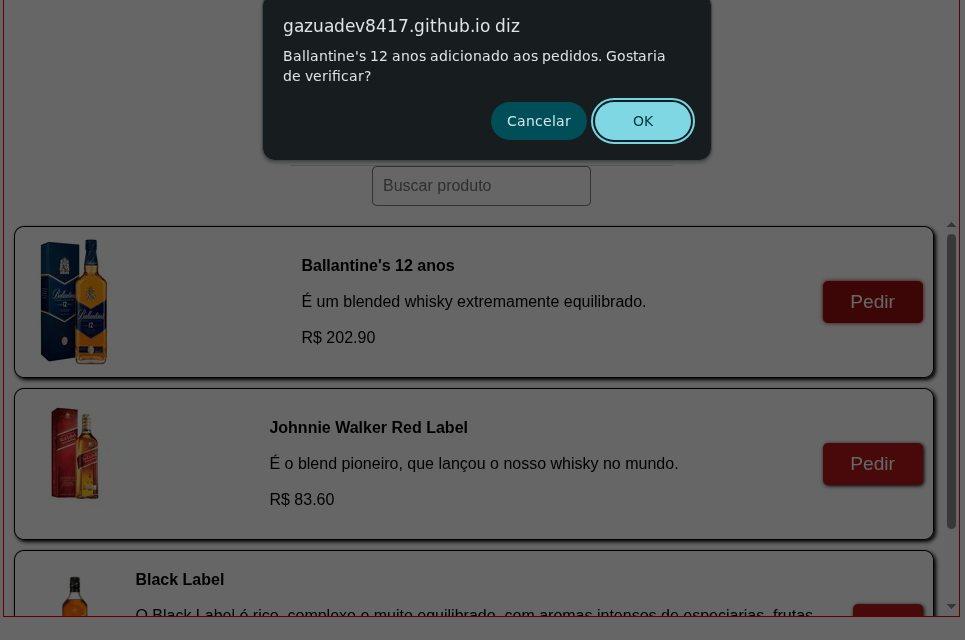 gazuadev8417.github.io diz
Ballantine's 12 anos adicionado aos pedidos. Gostaria
de verificar?
Cancelar
OK
Buscar produto
Ballantine's 12 anos
É um blended whisky extremamente equilibrado.
R$ 202.90
Pedir
Johnnie Walker Red Label
É o blend pioneiro, que lançou o nosso whisky no mundo.
R$ 83.60
Pedir
Black Label
O Black Label é rico, complexo e muito equilibrado, com aromas intensos de especiarias, frutas